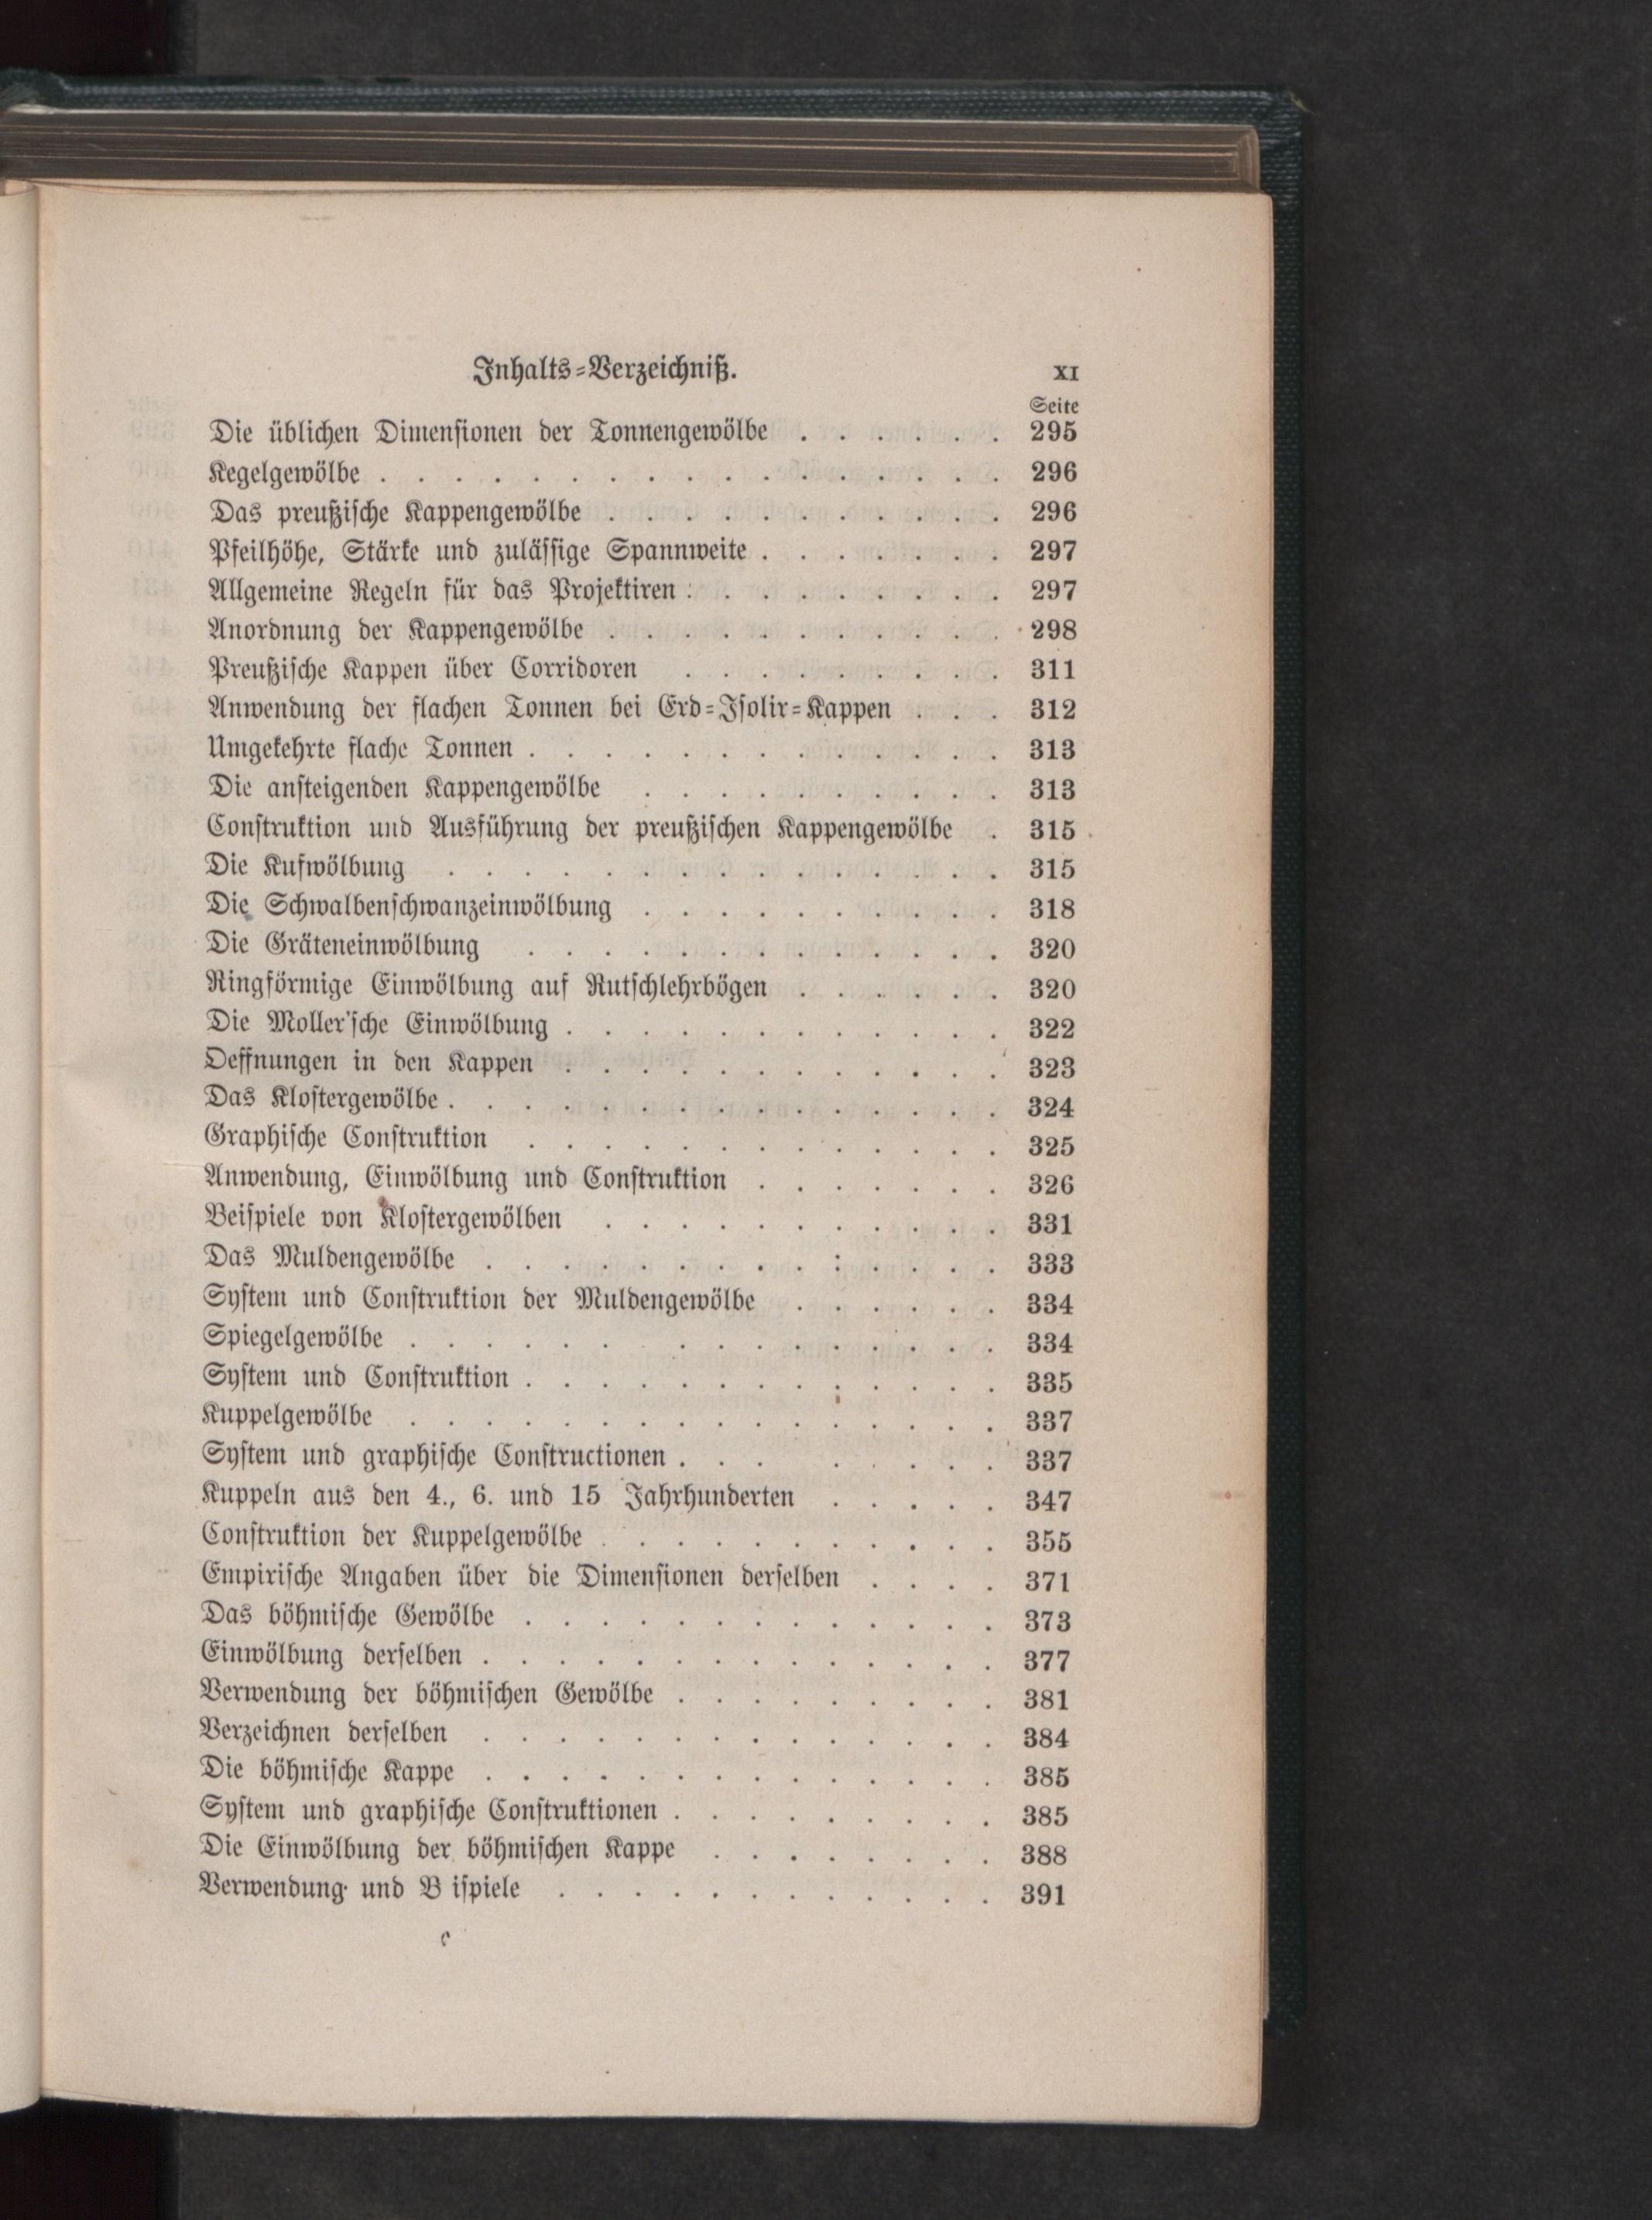 Inhalts-Verzeichniß. XI
Seite
Die üblichen Dimensionen der Tonnengewölbe . . . . . . 295
Kegelgewölbe . . . . . . . . . . . . . . . . . 296
Das preußische Kappengewölbe . . . . . . . . . . . 296
Pfeilhöhe, Stärke und zulässige Spannweite . . . . . . . 297
Allgemeine Regeln für das Projektiren . . . . . . . . . 297
Anordnung der Kappengewölbe . . . . . . . . . . . 298
Preußische Kappen über Corridoren . . . . . . . . . 311
Anwendung der flachen Tonnen bei Erd-Isolir-Kappen . . . 312
Umgekehrte flache Tonnen . . . . . . . . . . . . . 313
Die ansteigenden Kappengewölbe . . . . . . . . . . 313
Construktion und Ausführung der preußischen Kappengewölbe . 315
Die Kufwölbung . . . . . . . . . . . . . . . 315
Die Schwalbenschwanzeinwölbung . . . . . . . . . . 318
Die Gräteneinwölbung . . . . . . . . . . . . . 320
Ringförmige Einwölbung auf Rutschlehrbögen . . . . . . 320
Die Moller'sche Einwölbung . . . . . . . . . . . . 322
Oeffnungen in den Kappen . . . . . . . . . . . . 323
Das Klostergewölbe . . . . . . . . . . . . . . . 324
Graphische Construktion . . . . . . . . . . . . . 325
Anwendung, Einwölbung und Construktion . . . . . . . 326
Beispiele von Klostergewölben . . . . . . . . . . . 331
Das Muldengewölbe . . . . . . . . . . . . . . 333
System und Construktion der Muldengewölbe . . . . . . 334
Spiegelgewölbe . . . . . . . . . . . . . . . 334
System und Construktion . . . . . . . . . . . . . 335
Kuppelgewölbe . . . . . . . . . . . . . . . . 337
System und graphische Constructionen . . . . . . . . 337
Kuppeln aus den 4., 6. und 15 Jahrhunderten . . . . . 347
Construktion der Kuppelgewölbe . . . . . . . . . . . 355
Empirische Angaben über die Dimensionen derselben . . . . 371
Das böhmische Gewölbe . . . . . . . . . . . . . 373
Einwölbung derselben . . . . . . . . . . . . . . 377
Verwendung der böhmischen Gewölbe . . . . . . . . . 381
Verzeichnen derselben . . . . . . . . . . . . . . 384
Die böhmische Kappe . . . . . . . . . . . . . . 385
System und graphische Construktionen . . . . . . . . . 385
Die Einwölbung der böhmischen Kappe . . . . . . . . 388
Verwendung und B ispiele . . . . . . . . . . . . 391